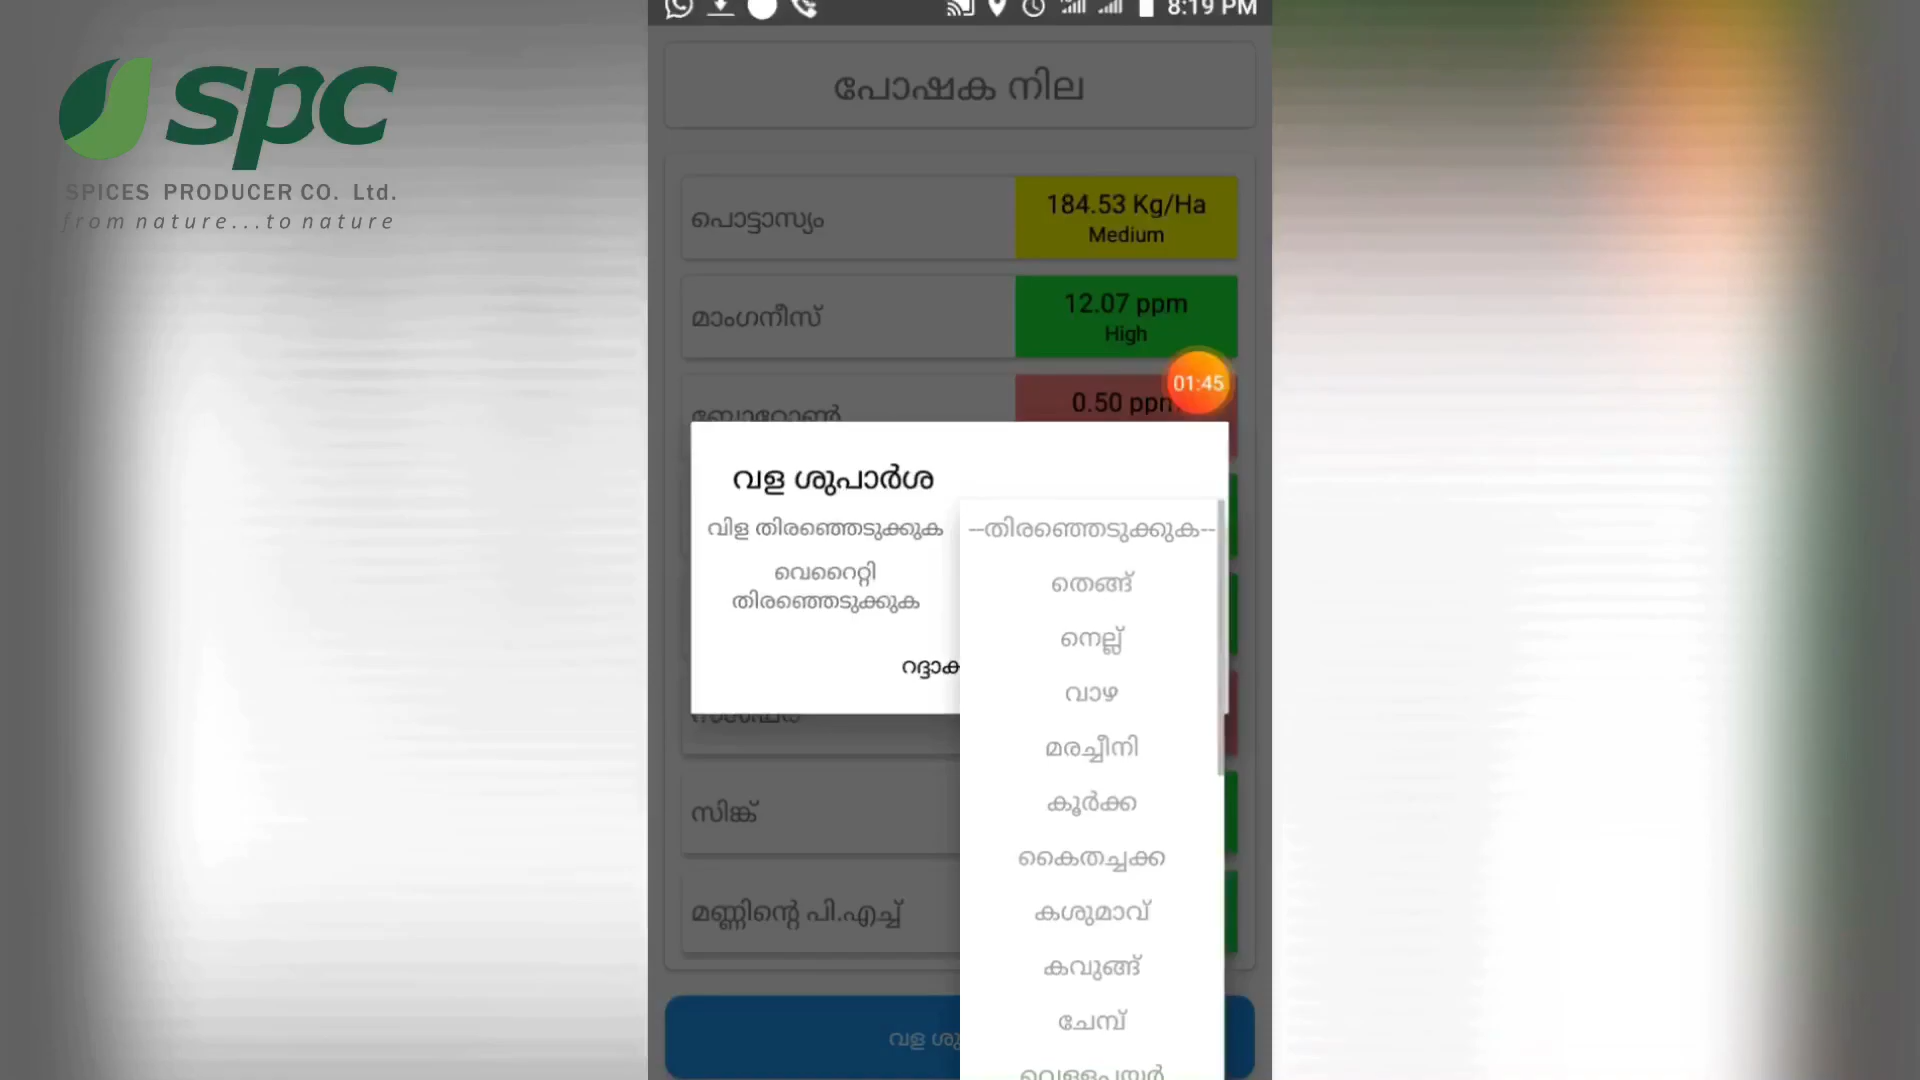 spc
SPICES PRODUCER CO. Ltd.
from nature...to nature
8:19 PM
പോഷക നില
പൊട്ടാസ്യം
184.53 Kg/Ha
Medium
മാംഗനീസ്
12.07 ppm
High
ബോറോൺ
0.50 ppm
01:45
വള ശുപാർശ
വിള തിരഞ്ഞെടുക്കുക
വെറൈറ്റി
തിരഞ്ഞെടുക്കുക
--തിരഞ്ഞെടുക്കുക--
തെങ്ങ്
നെല്ല്
വാഴ
മരച്ചീനി
കൂർക്ക
കൈതച്ചക്ക
കശുമാവ്
കവുങ്ങ്
ചേമ്പ്
സിങ്ക്
മണ്ണിന്റെ പി.എച്ച്
വള